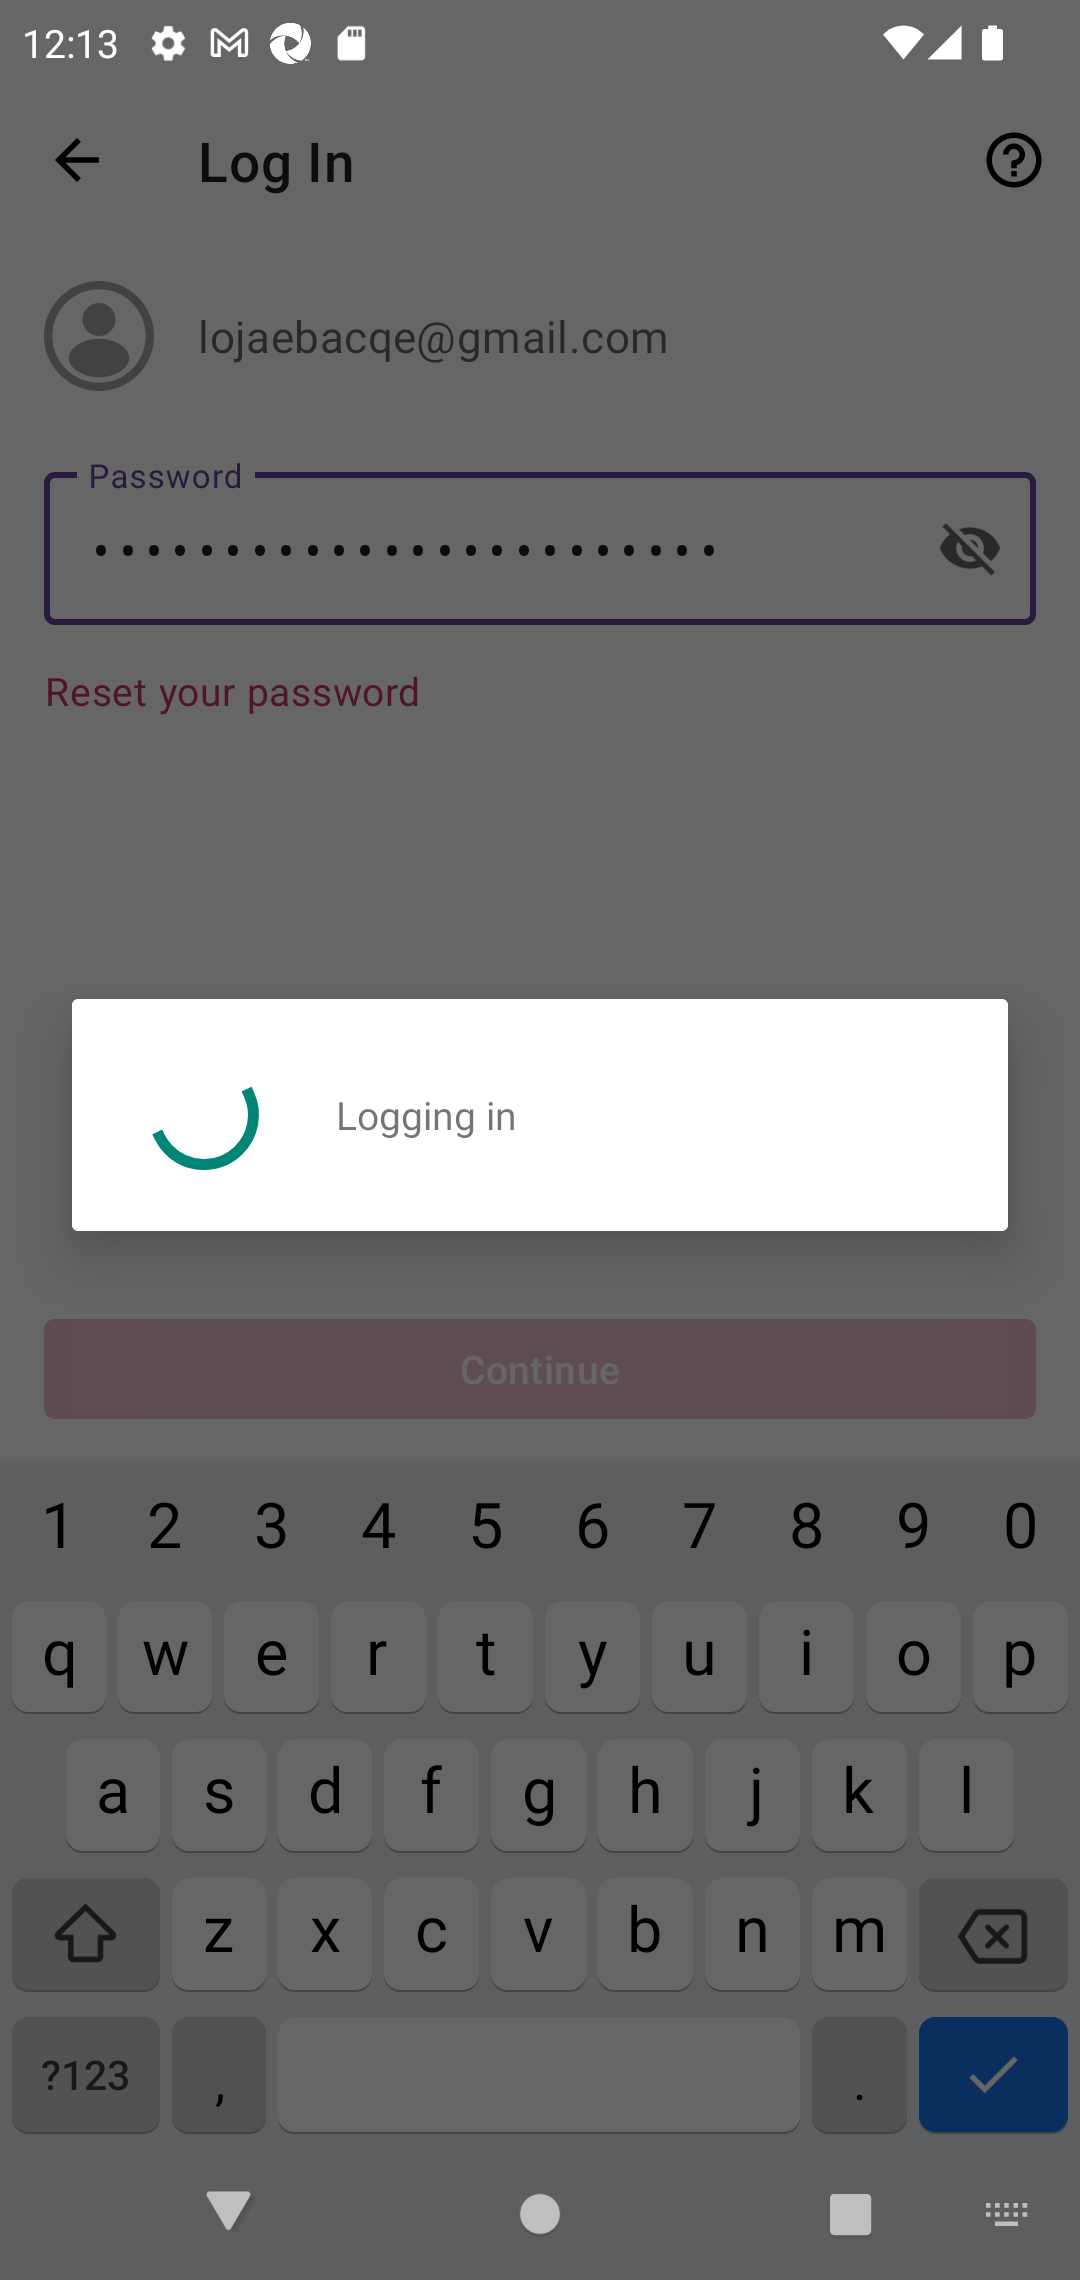 12:13
Log In
lojaebacqe@gmail.com
Password
••••••••••••••••••••••••
Reset your password
Logging in
Continue
1 2 3 4 5 6 7 8 9 0
q w e r t y u i o p
a s d f g h j k l
z x c v b n m
?123 , .